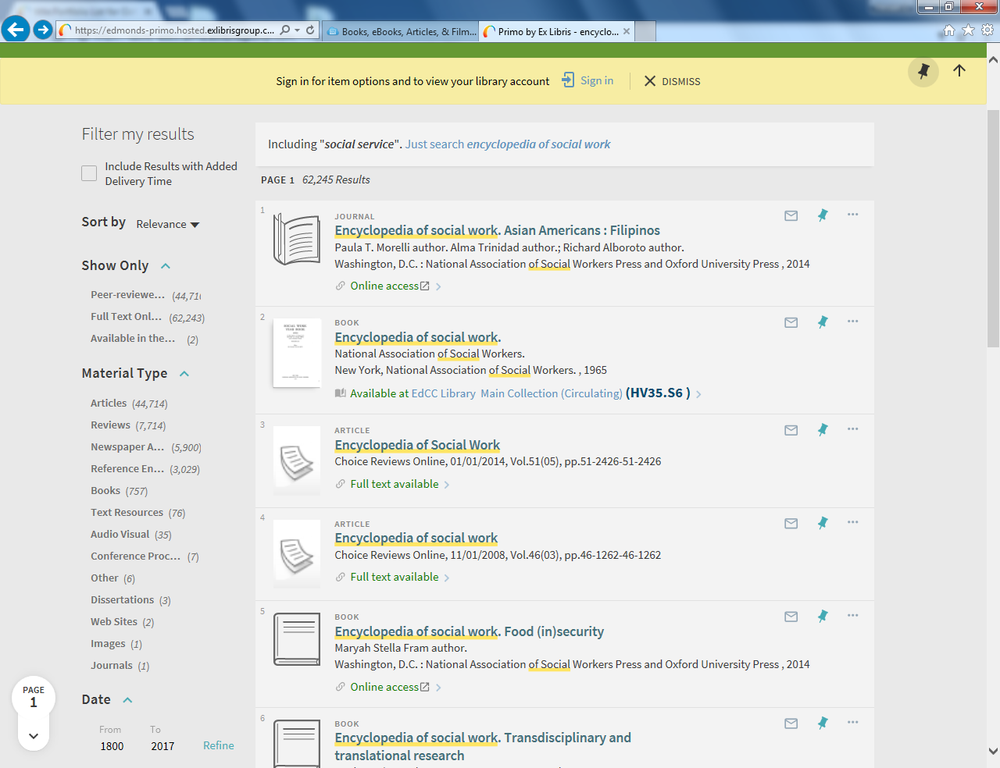 https://edmonds-primo.hosted.exlibrisgroup.c...
Books, eBooks, Articles, & Film...
Primo by Ex Libris - encyclo...
Sign in for item options and to view your library account
Sign in
DISMISS
Filter my results
Include Results with Added
Delivery Time
Sort by Relevance
Show Only
Peer-reviewe...
Full Text Onl... (62,243)
Available in the... (2)
Material Type
Articles (44,714)
Reviews (7,714)
Newspaper A... (5,900)
Reference En... (3,029)
Books (757)
Text Resources (76)
Audio Visual (35)
Conference Proc... (7)
Other (6)
Dissertations (3)
Web Sites (2)
Images (1)
Journals (1)
Date
From To
1800 2017 Refine
PAGE
1
Including "social service". Just search encyclopedia of social work
PAGE 1 62,245 Results
1
JOURNAL
Encyclopedia of social work. Asian Americans : Filipinos
Paula T. Morelli author. Alma Trinidad author.; Richard Alboroto author.
Washington, D.C. : National Association of Social Workers Press and Oxford University Press , 2014
Online access
2
SOCIAL WORK
YEAR BOOK
BOOK
Encyclopedia of social work.
National Association of Social Workers.
New York, National Association of Social Workers. , 1965
Available at EdCC Library Main Collection (Circulating) (HV35.S6 )
3
ARTICLE
Encyclopedia of Social Work
Choice Reviews Online, 01/01/2014, Vol.51(05), pp.51-2426-51-2426
Full text available
4
ARTICLE
Encyclopedia of social work
Choice Reviews Online, 11/01/2008, Vol.46(03), pp.46-1262-46-1262
Full text available
5
BOOK
Encyclopedia of social work. Food (in)security
Maryah Stella Fram author.
Washington, D.C. : National Association of Social Workers Press and Oxford University Press , 2014
Online access
6
BOOK
Encyclopedia of social work. Transdisciplinary and
translational research